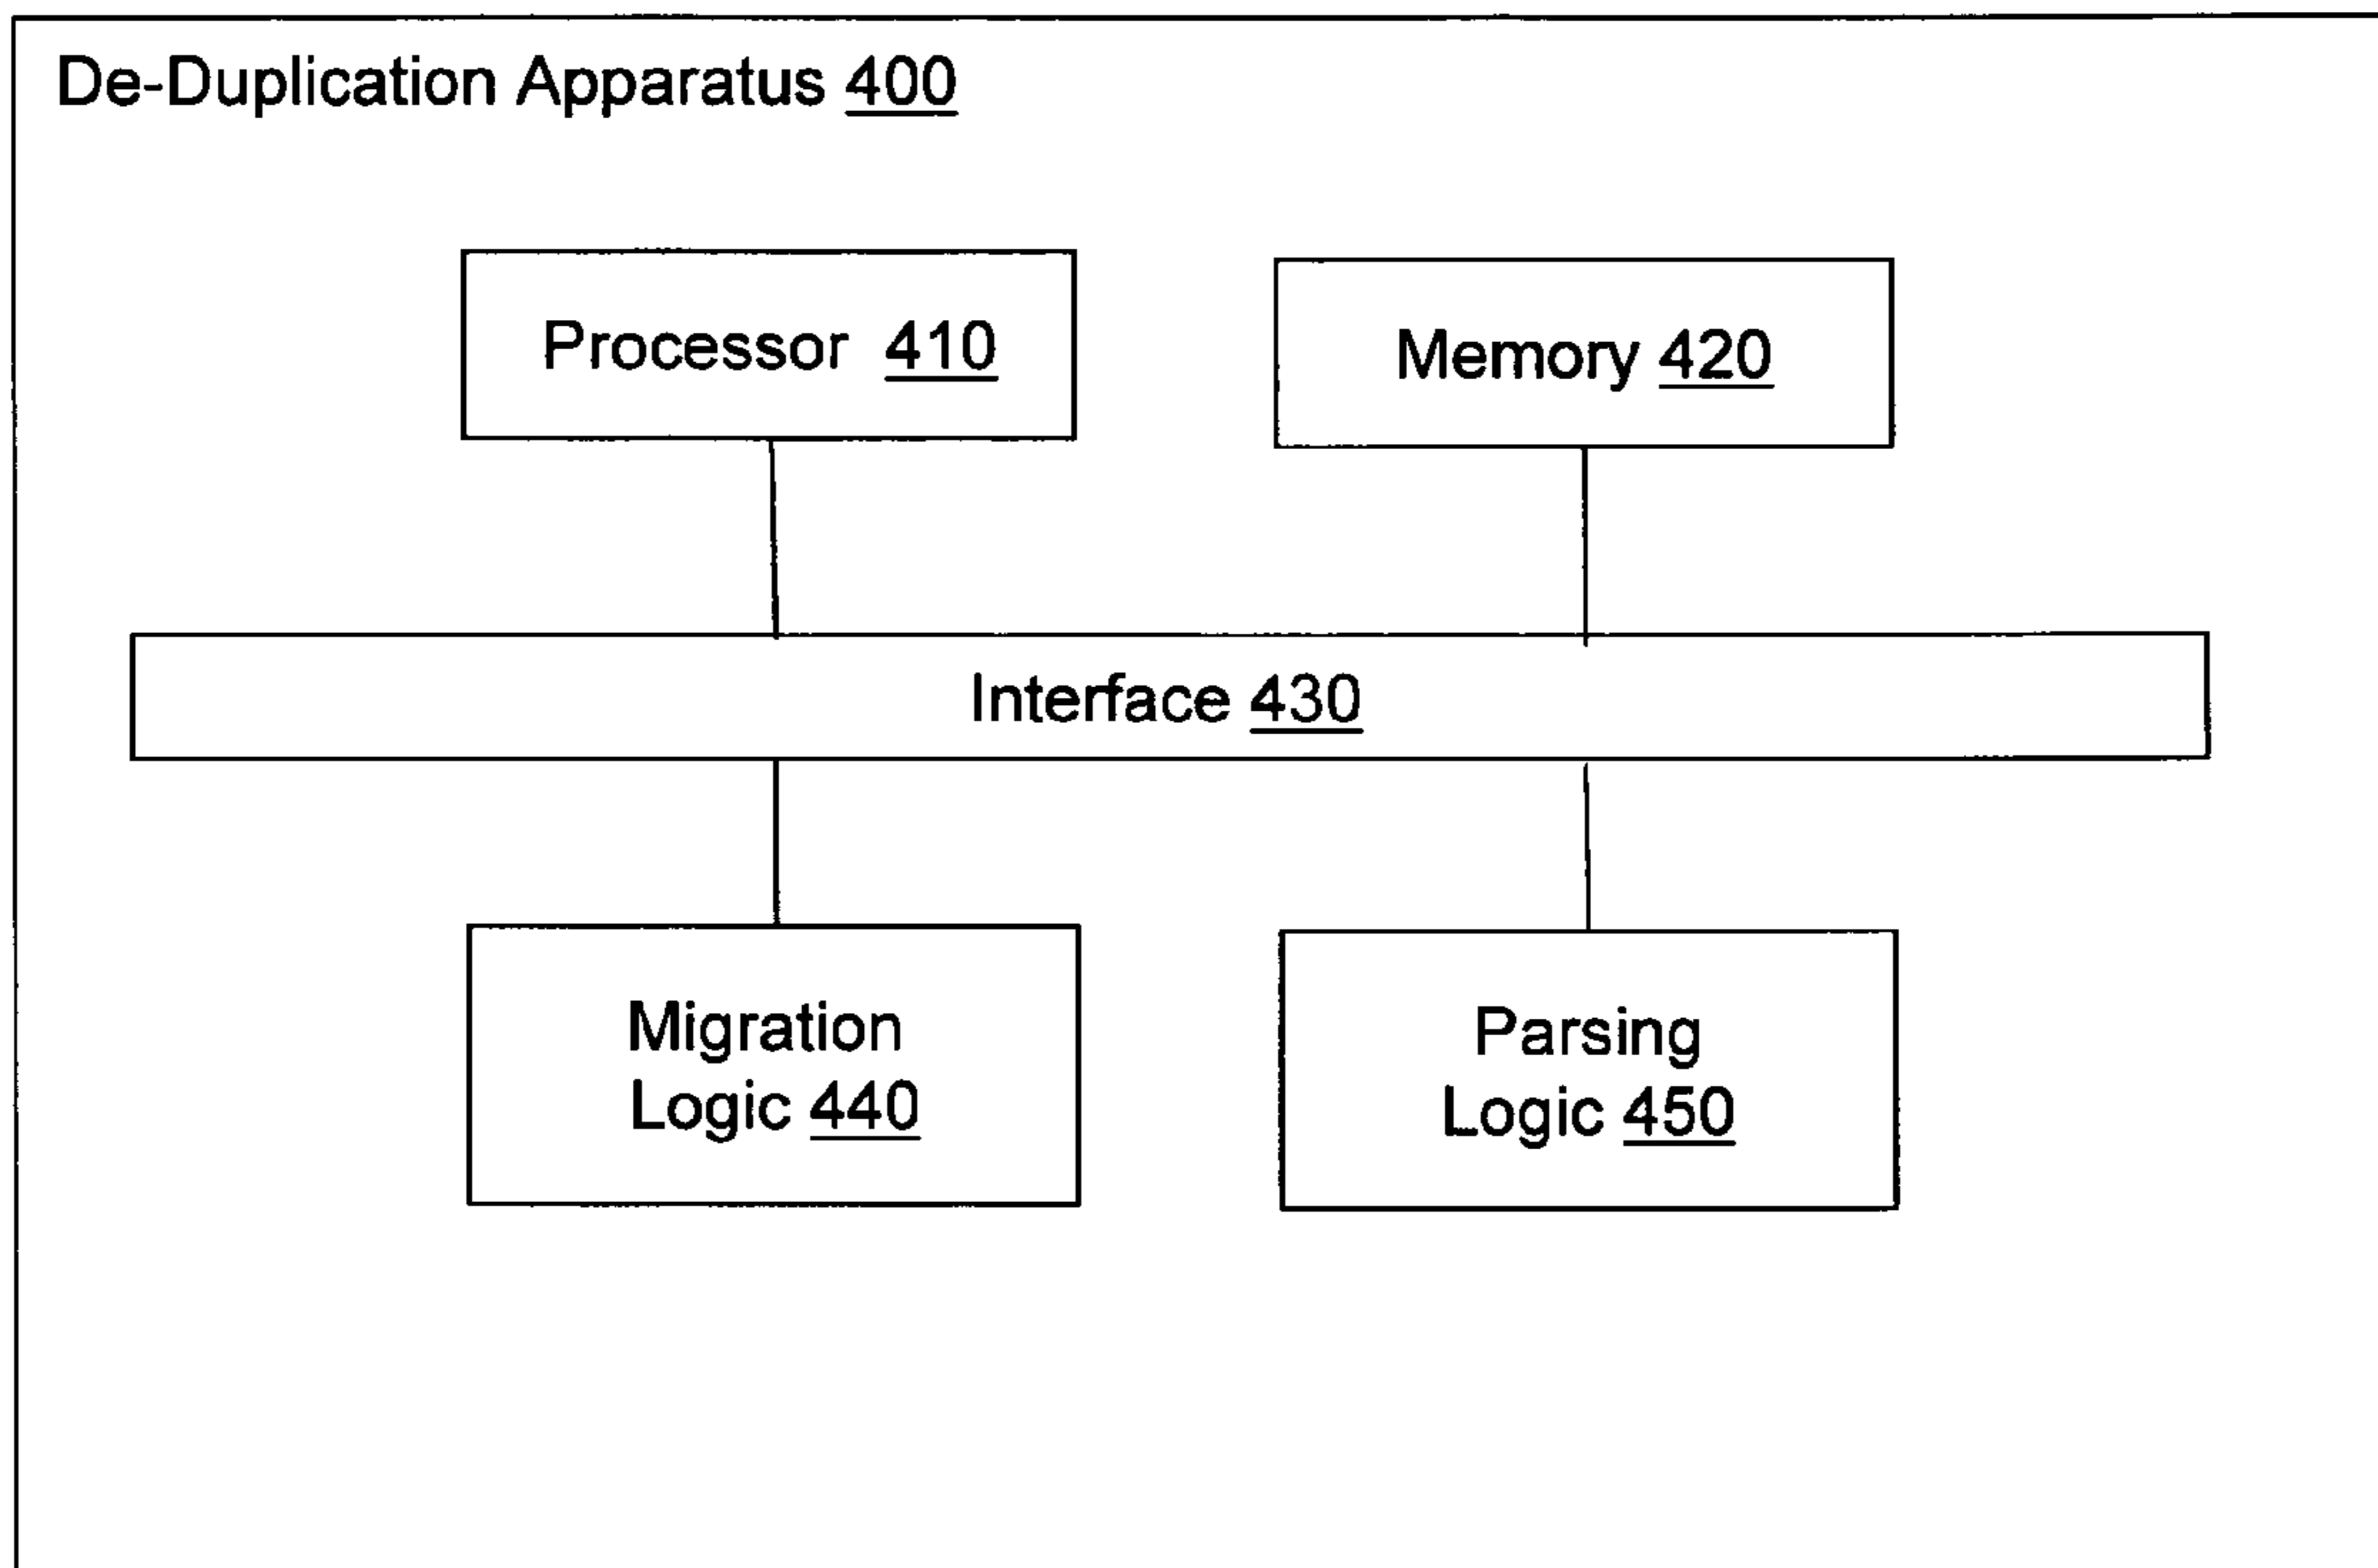 De-Duplication Apparatus 400
Processor 410
Memory 420
Interface 430
Migration
Logic 440
Parsing
Logic 450